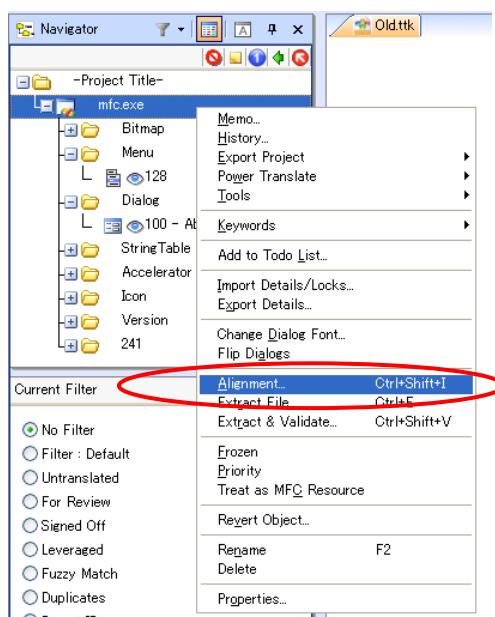 Navigator
Old.ttk
-Project Title-
mfc.exe
Bitmap
Menu
128
Dialog
100 - Ab
StringTable
Accelerator
Icon
Version
241
Memo...
History...
Export Project
Power Translate
Tools
Keywords
Add to Todo List...
Import Details/Locks...
Export Details...
Change Dialog Font...
Flip Dialogs
Alignment... Ctrl+Shift+I
Extract File Ctrl+E
Extract & Validate... Ctrl+Shift+V
Frozen
Priority
Treat as MFC Resource
Revert Object...
Rename F2
Delete
Properties...
Current Filter
No Filter
Filter : Default
Untranslated
For Review
Signed Off
Leveraged
Fuzzy Match
Duplicates